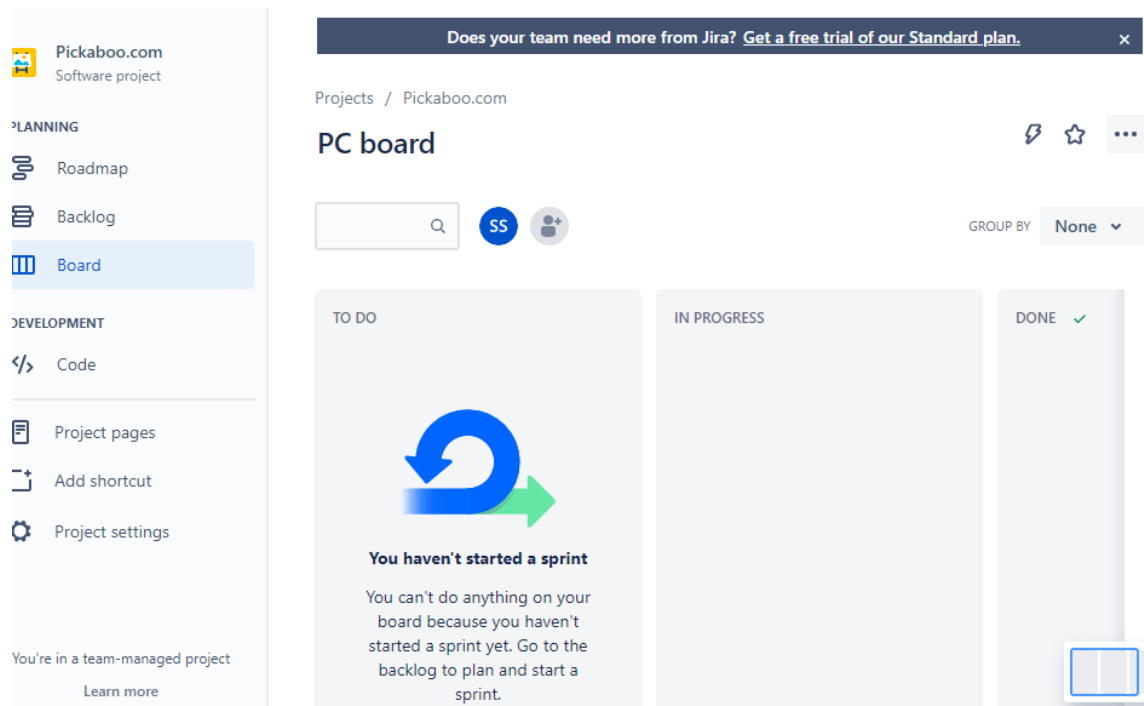 Pickaboo.com
Software project
PLANNING
Roadmap
Backlog
Board
DEVELOPMENT
Code
Project pages
Add shortcut
Project settings
You're in a team-managed project
Learn more
Does your team need more from Jira? Get a free trial of our Standard plan.
Projects / Pickaboo.com
PC board
SS
GROUP BY None
TO DO
IN PROGRESS
DONE
You haven't started a sprint
You can't do anything on your
board because you haven't
started a sprint yet. Go to the
backlog to plan and start a
sprint.